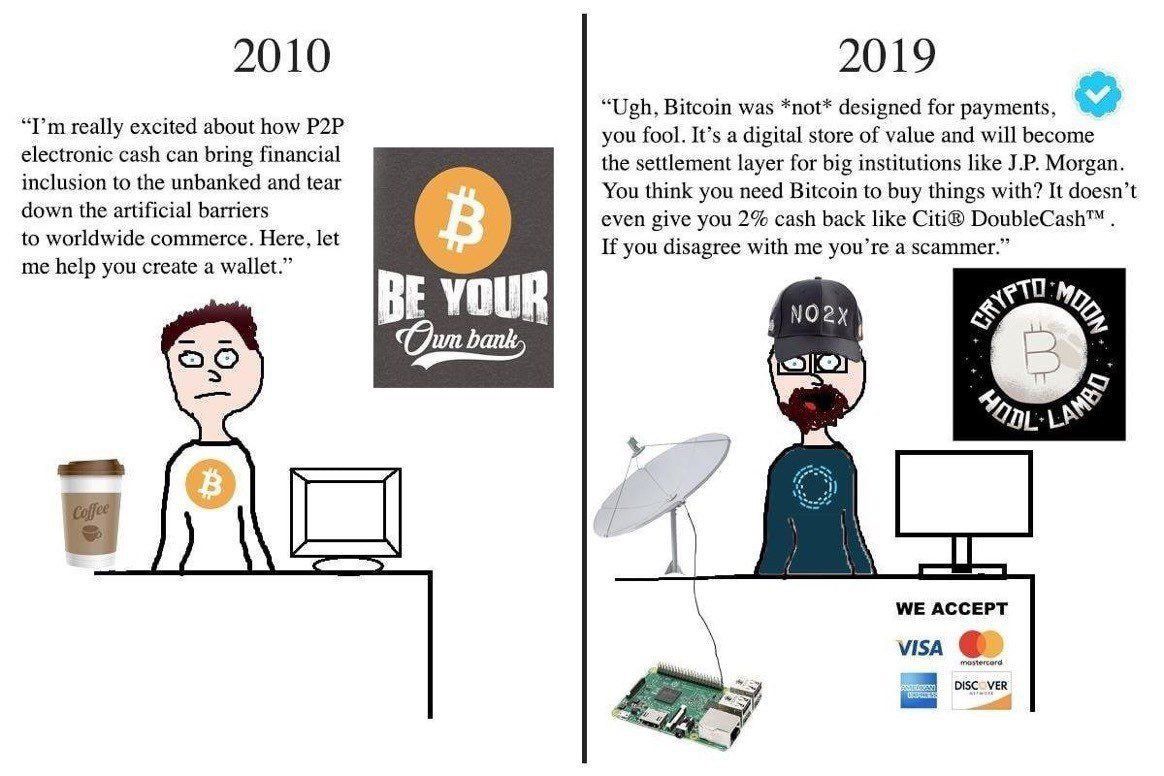 2010
“I’m really excited about how P2P
electronic cash can bring financial
inclusion to the unbanked and tear
down the artificial barriers
to worldwide commerce. Here, let
me help you create a wallet.”
BE YOUR
Own bank
Coffee
2019
“Ugh, Bitcoin was *not* designed for payments,
you fool. It’s a digital store of value and will become
the settlement layer for big institutions like J.P. Morgan.
You think you need Bitcoin to buy things with? It doesn’t
even give you 2% cash back like Citi® DoubleCash™ .
If you disagree with me you’re a scammer.”
NO2X
CRYPTO MOON
HODL LAMBO
WE ACCEPT
VISA
mastercard
AMERICAN
EXPRESS
DISCOVER
NETWORK